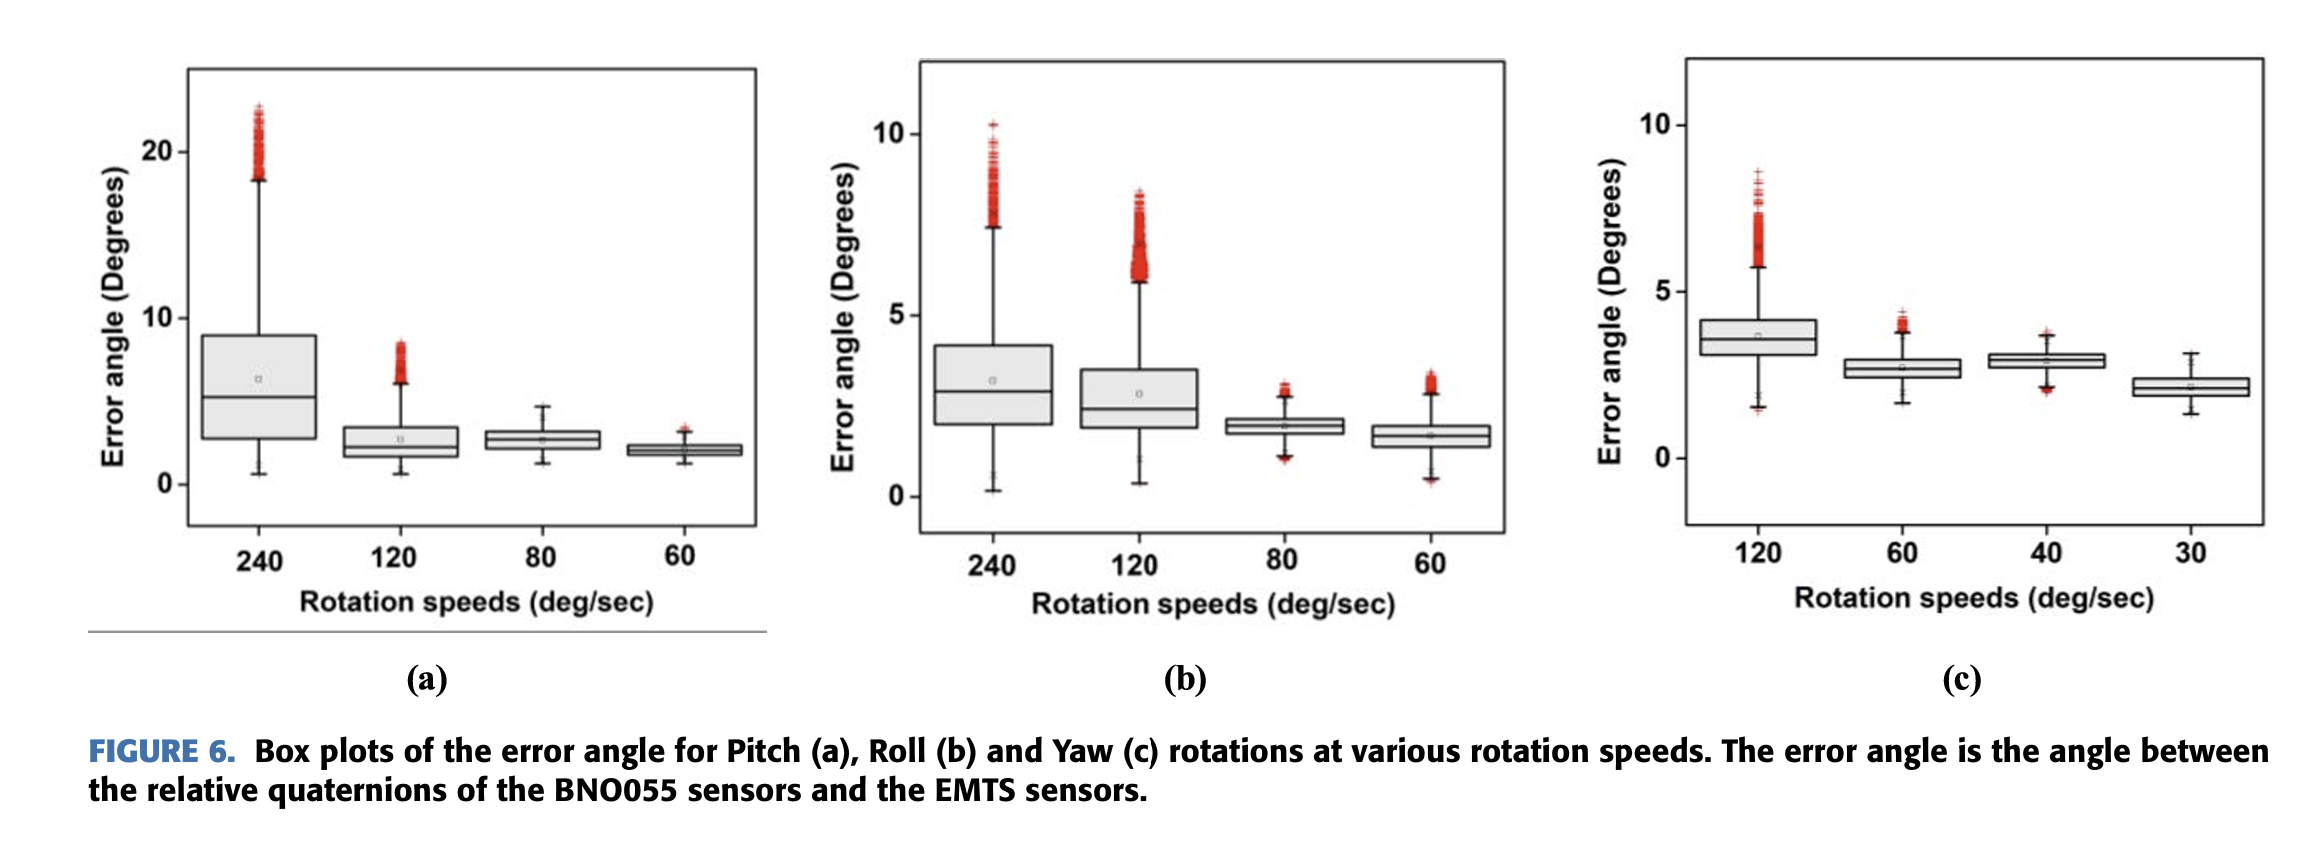 Error angle (Degrees)
20
10
0
240 120 80 60
Rotation speeds (deg/sec)
(a)
Error angle (Degrees)
10
5
0
240 120 80 60
Rotation speeds (deg/sec)
(b)
Error angle (Degrees)
10
5
0
120 60 40 30
Rotation speeds (deg/sec)
(c)
FIGURE 6. Box plots of the error angle for Pitch (a), Roll (b) and Yaw (c) rotations at various rotation speeds. The error angle is the angle between
the relative quaternions of the BNO055 sensors and the EMTS sensors.